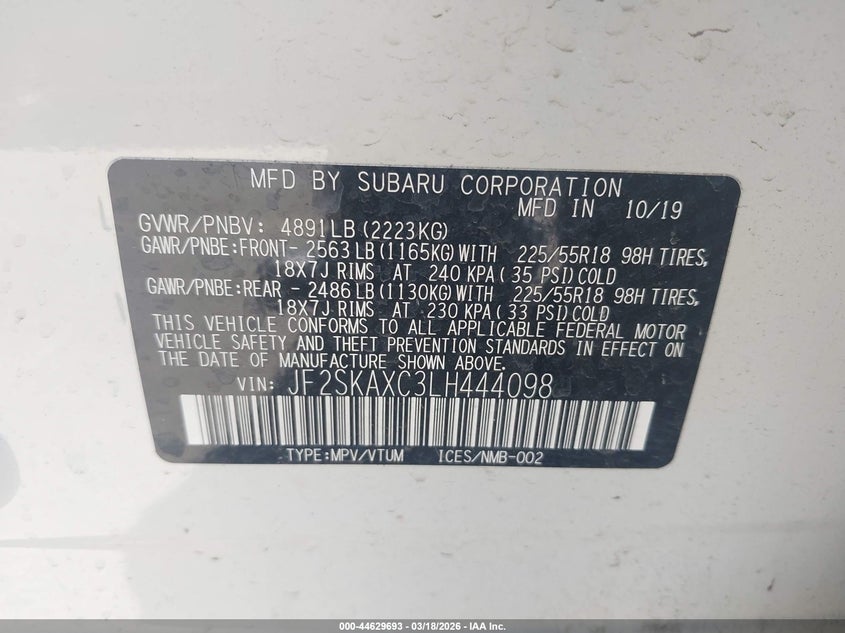 MFD BY SUBARU CORPORATION
MFD IN 10/19
GVWR/PNBV: 4891LB (2223KG)
GAWR/PNBE:FRONT- 2563 LB (1165KG) WITH 225/55R18 98H TIRES,
18X7J RIMS AT 240 KPA (35 PSI) COLD
GAWR/PNBE:REAR - 2486 LB (1130KG) WITH 225/55R18 98H TIRES,
18X7J RIMS AT 230 KPA (33 PSI) COLD
THIS VEHICLE CONFORMS TO ALL APPLICABLE FEDERAL MOTOR
VEHICLE SAFETY AND THEFT PREVENTION STANDARDS IN EFFECT ON
THE DATE OF MANUFACTURE SHOWN ABOVE.
VIN: JF2SKAXC3LH444098
TYPE:MPV/VTUM ICES/NMB-002
000-44629693 - 03/18/2026 - IAA Inc.